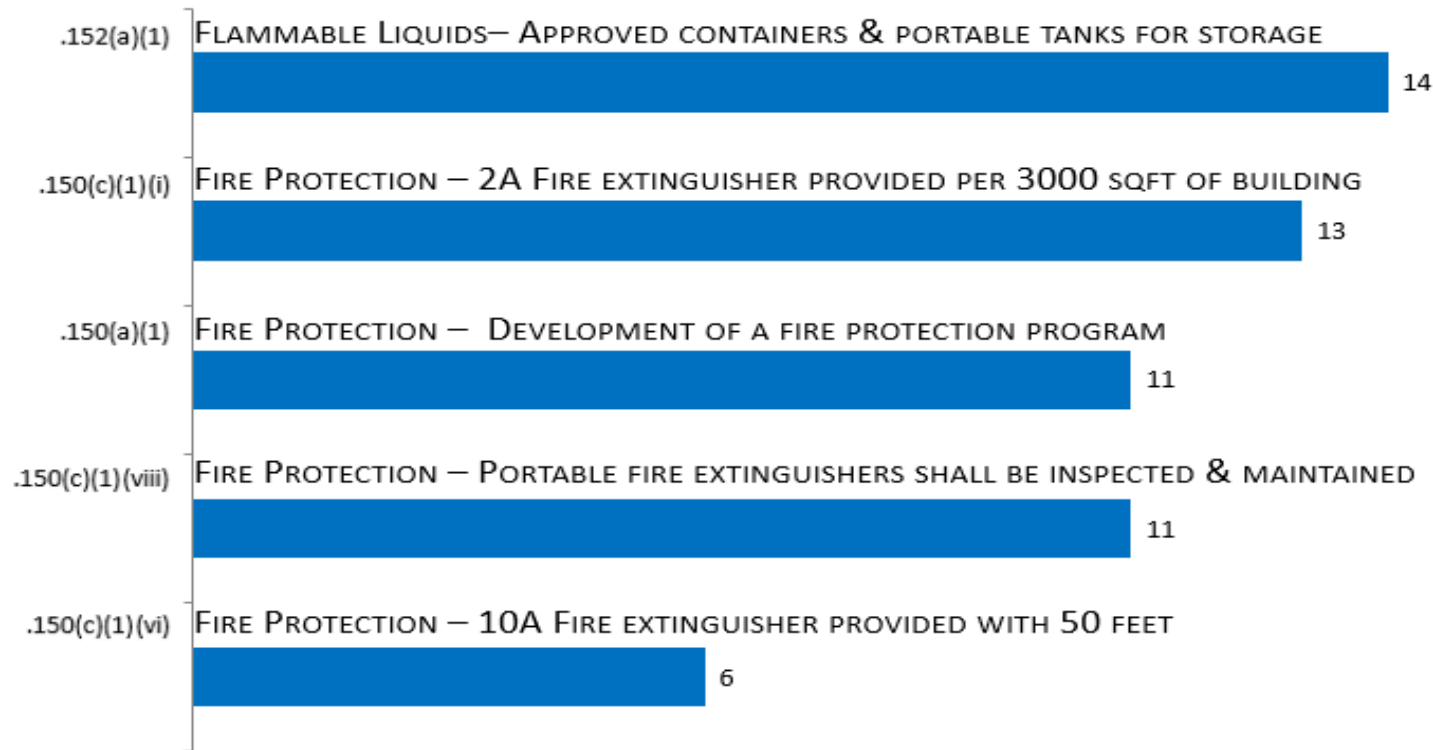 .152(a)(1) Flammable Liquids– Approved containers & portable tanks for storage
14
.150(c)(1)(i) Fire Protection – 2A Fire extinguisher provided per 3000 sqft of building
13
.150(a)(1) Fire Protection – Development of a fire protection program
11
.150(c)(1)(viii) Fire Protection – Portable fire extinguishers shall be inspected & maintained
11
.150(c)(1)(vi) Fire Protection – 10A Fire extinguisher provided with 50 feet
6